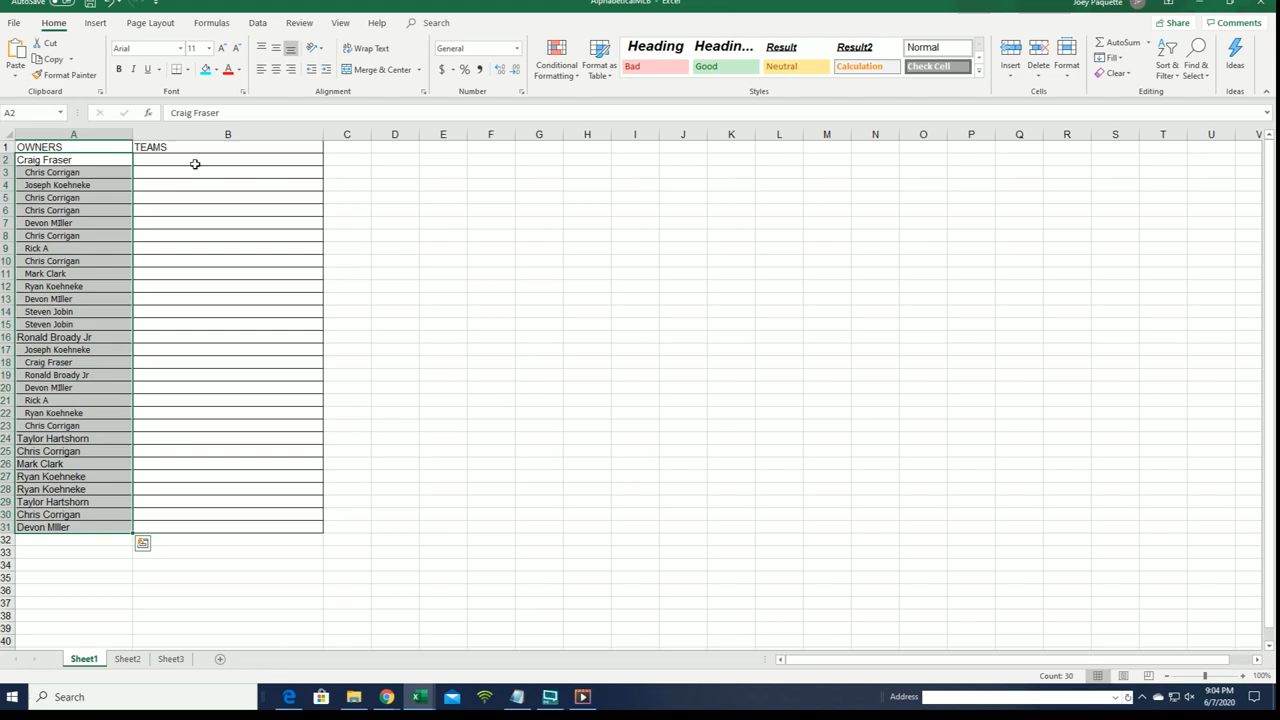 AutoSave Off AlphabeticalMLB - Excel Joey Paquette JP
File Home Insert Page Layout Formulas Data Review View Help Search Share Comments
Paste Cut Copy Format Painter Clipboard
Arial 11 B I U A A A Font
Wrap Text Merge & Center Alignment
General $ % , Number
Conditional Formatting Format as Table
Heading Headin... Result Result2 Normal
Bad Good Neutral Calculation Check Cell
Styles
Insert Delete Format Cells
AutoSum Fill Clear Sort & Filter Find & Select Editing
Ideas Ideas
A2 fx Craig Fraser
A B C D E F G H I J K L M N O P Q R S T U V
1 OWNERS TEAMS
2 Craig Fraser
3 Chris Corrigan
4 Joseph Koehneke
5 Chris Corrigan
6 Chris Corrigan
7 Devon MIller
8 Chris Corrigan
9 Rick A
10 Chris Corrigan
11 Mark Clark
12 Ryan Koehneke
13 Devon MIller
14 Steven Jobin
15 Steven Jobin
16 Ronald Broady Jr
17 Joseph Koehneke
18 Craig Fraser
19 Ronald Broady Jr
20 Devon MIller
21 Rick A
22 Ryan Koehneke
23 Chris Corrigan
24 Taylor Hartshorn
25 Chris Corrigan
26 Mark Clark
27 Ryan Koehneke
28 Ryan Koehneke
29 Taylor Hartshorn
30 Chris Corrigan
31 Devon MIller
32
33
34
35
36
37
38
39
40
Sheet1 Sheet2 Sheet3
Count: 30 100%
Search Address 9:04 PM
6/7/2020